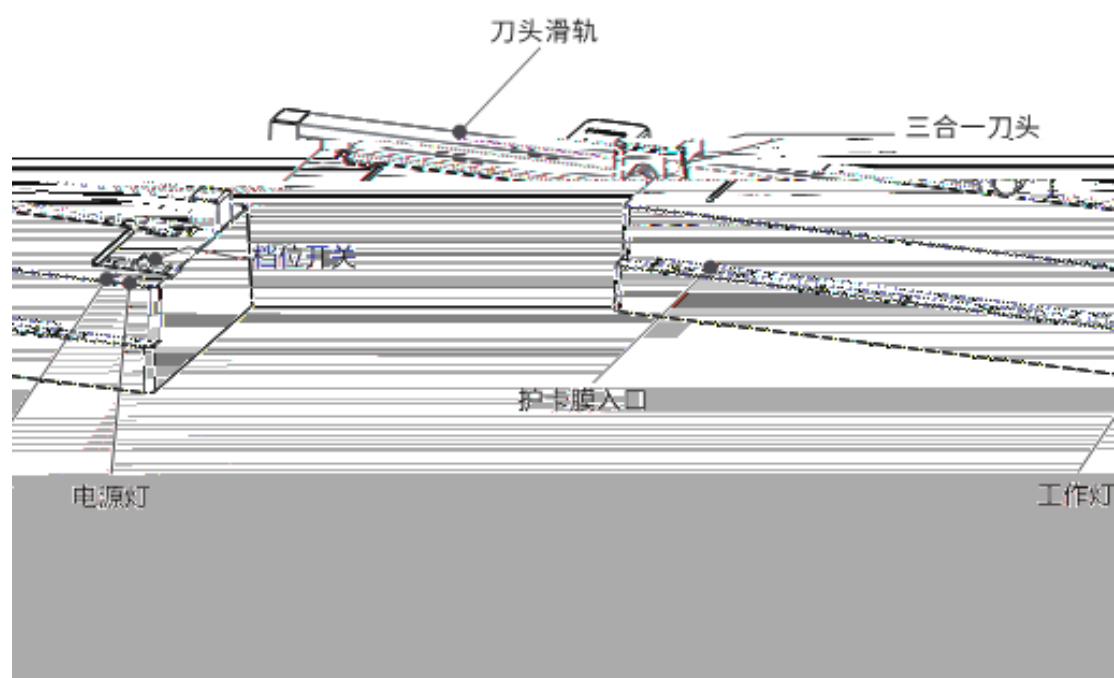 刀头滑轨
三合一刀头
档位开关
护卡膜入口
电源灯
工作灯